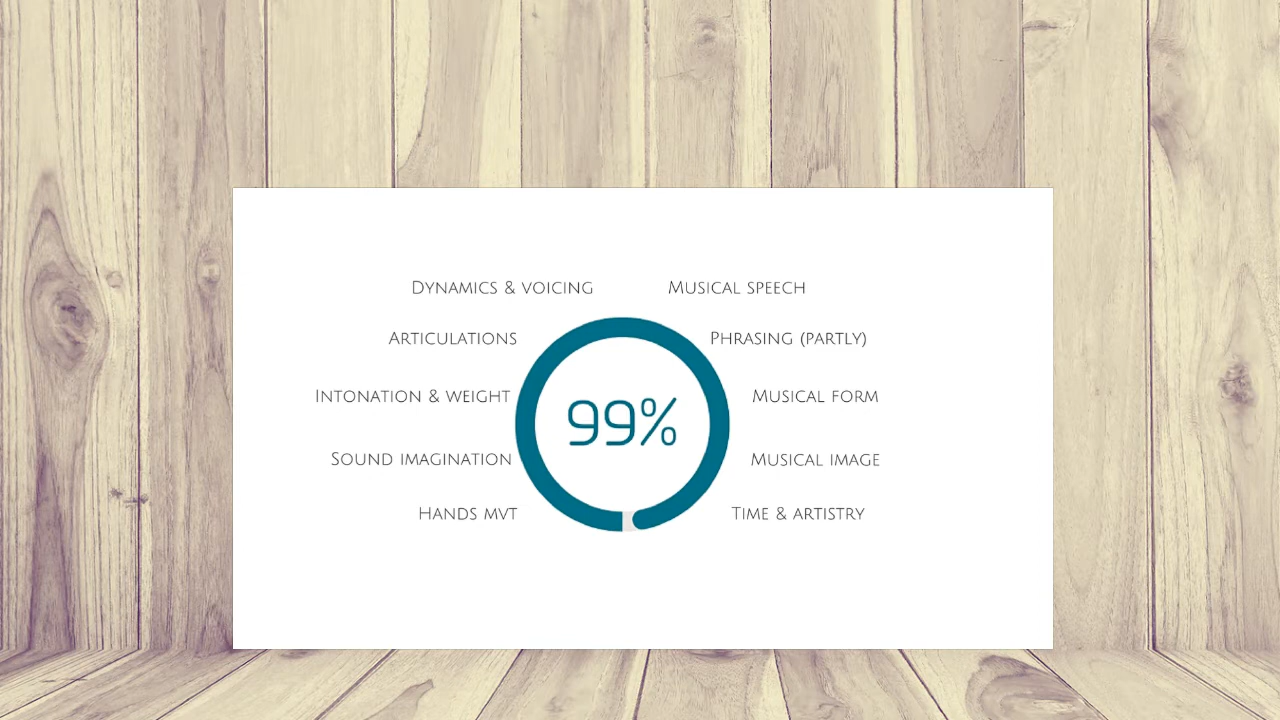 Dynamics & voicing
Musical speech
Articulations
Phrasing (partly)
Intonation & weight
Musical form
99%
Sound imagination
Musical image
Hands mvt
Time & artistry